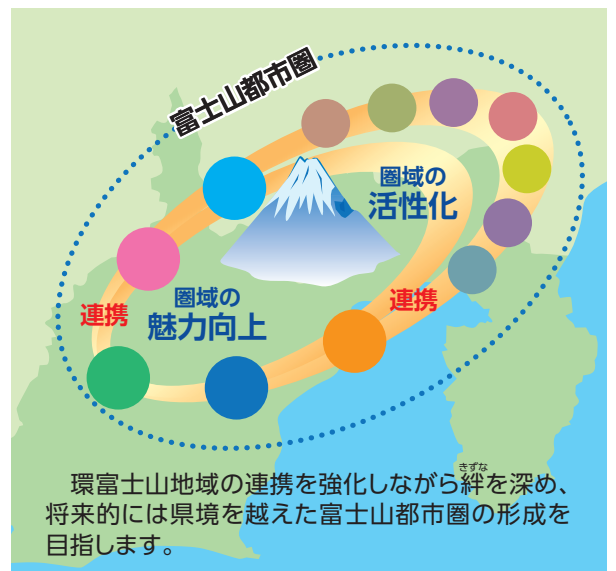 富士山都市圏
圏域の
活性化
連携
圏域の
魅力向上
連携
きずな
環富士山地域の連携を強化しながら絆を深め、
将来的には県境を越えた富士山都市圏の形成を
目指します。